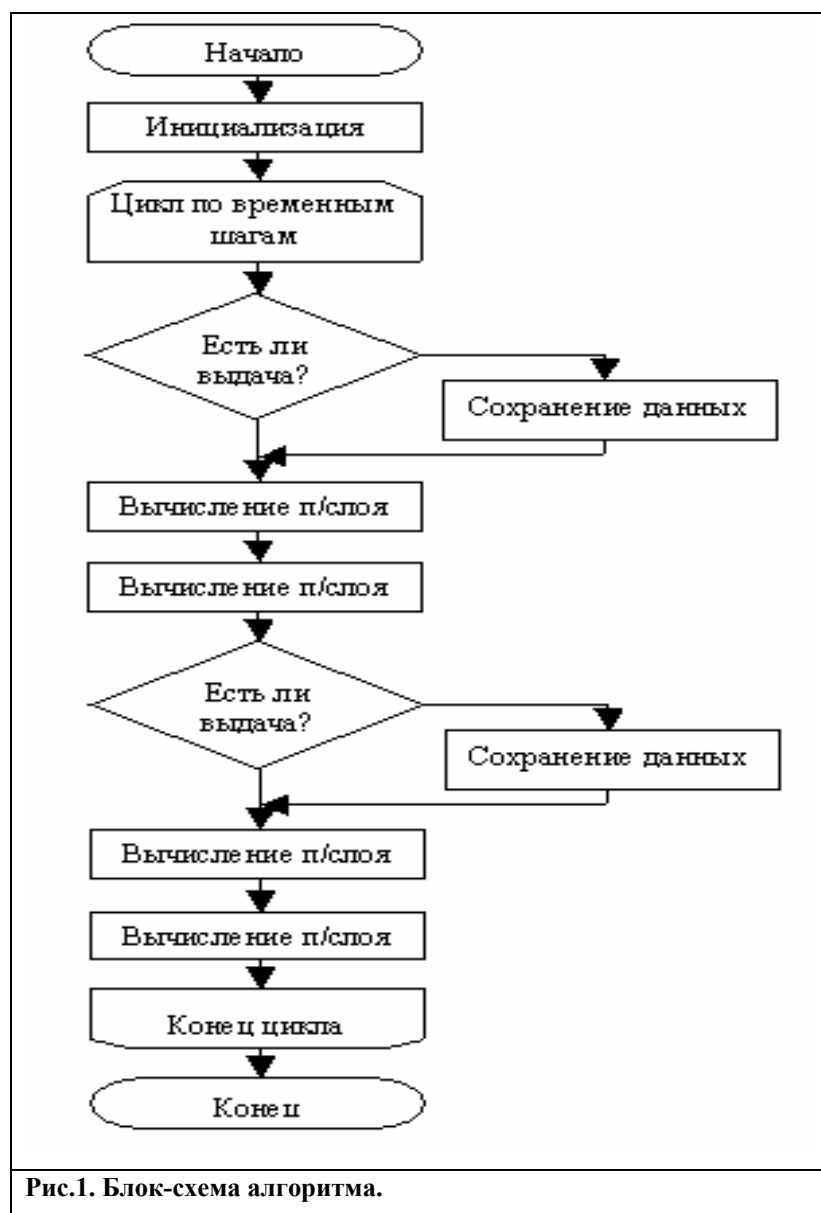 Начало
Инициализация
Цикл по временным
шагам
Есть ли
выдача?
Сохранение данных
Вычисление п/слоя
Вычисление п/слоя
Есть ли
выдача?
Сохранение данных
Вычисление п/слоя
Вычисление п/слоя
Конец цикла
Конец
Рис.1. Блок-схема алгоритма.